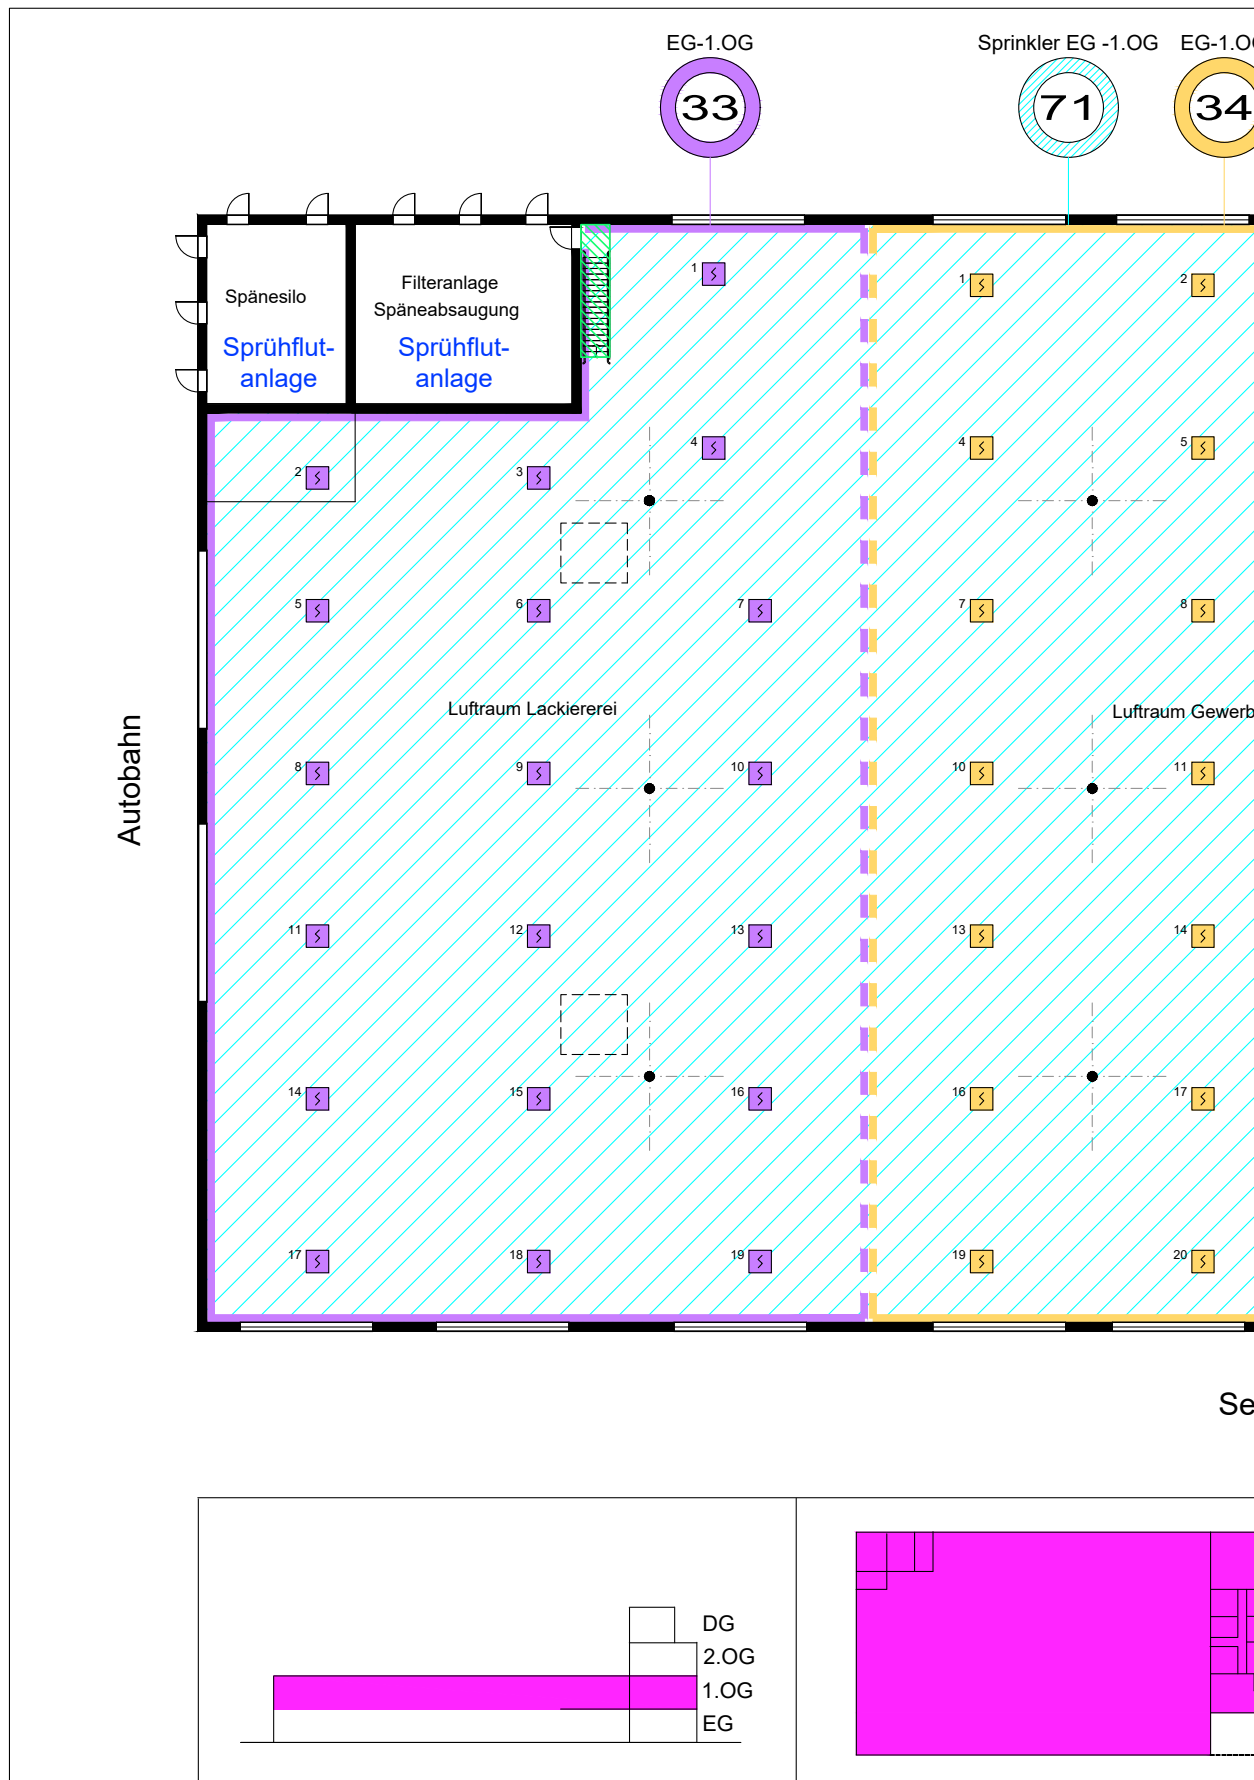 EG-1.OG
Sprinkler EG -1.OG
EG-1.OG
33
71
34
Spänesilo
Sprühflut-
anlage
Filteranlage
Späneabsaugung
Sprühflut-
anlage
1
1
2
4
4
5
2
3
5
6
7
7
8
Luftraum Lackiererei
Luftraum Gewerb
Autobahn
8
9
10
10
11
11
12
13
13
14
14
15
16
16
17
17
18
19
19
20
Se
DG
2.OG
1.OG
EG